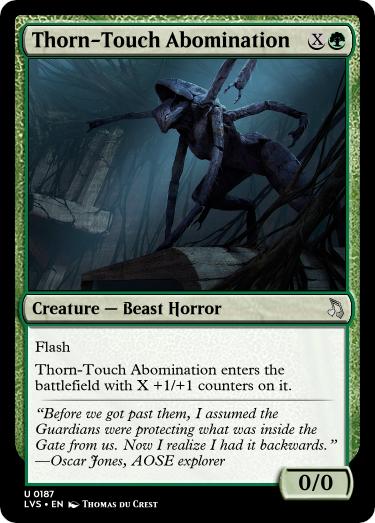 Thorn-Touch Abomination X
Creature — Beast Horror
Flash
Thorn-Touch Abomination enters the
battlefield with X +1/+1 counters on it.
“Before we got past them, I assumed the
Guardians were protecting what was inside the
Gate from us. Now I realize I had it backwards.”
—Oscar Jones, AOSE explorer
0/0
U 0187
LVS • EN Thomas du Crest